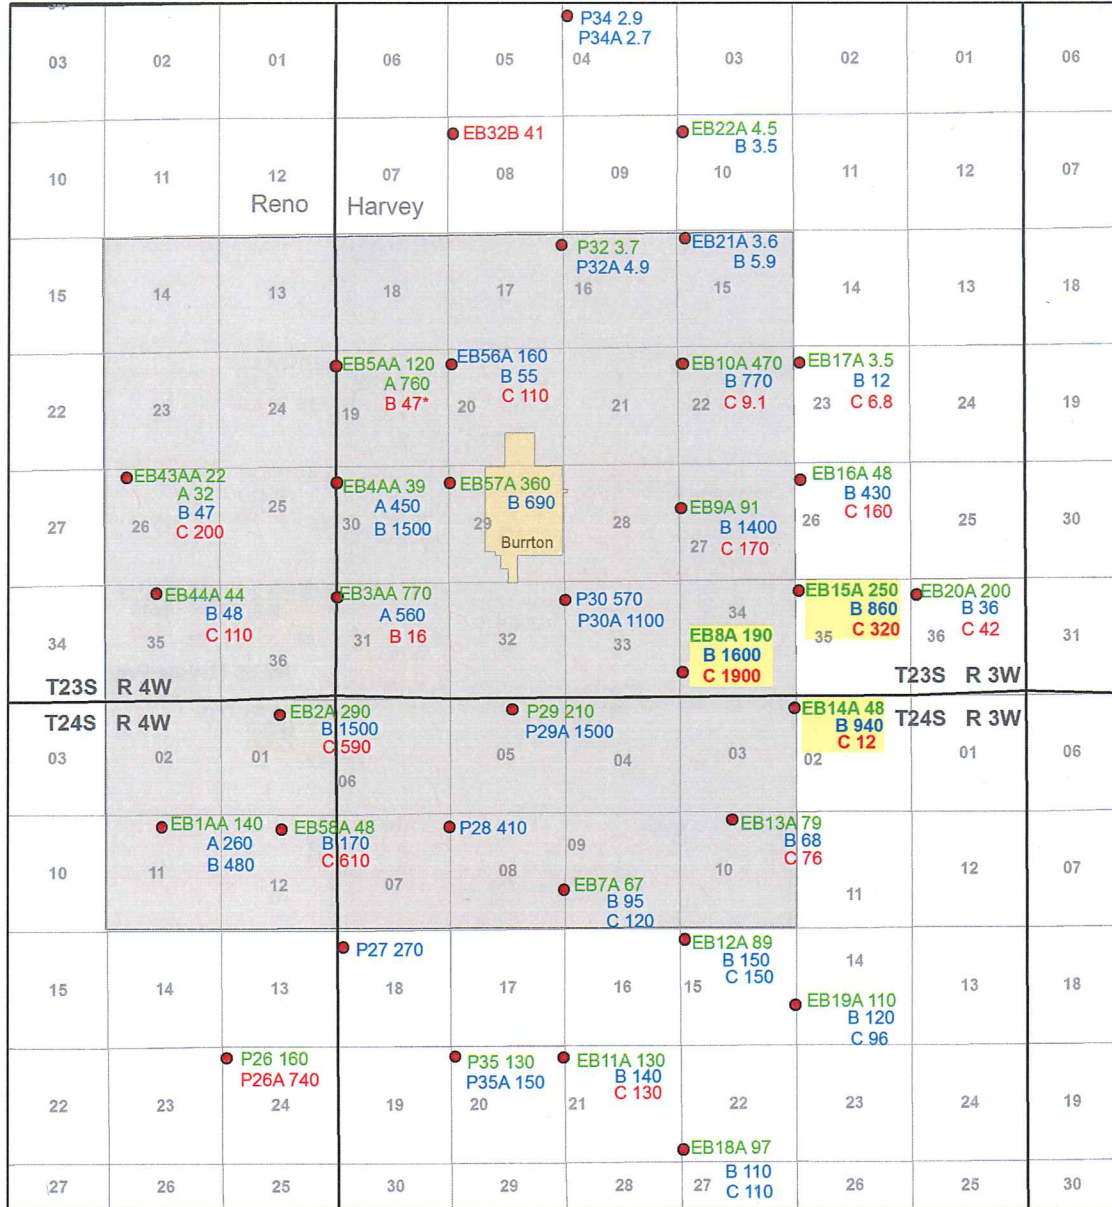 P34 2.9
P34A 2.7
03 02 01 06 05 04 03 02 01 06
EB32B 41
EB22A 4.5
B 3.5
10 11 12 07 08 09 10 11 12 07
Reno Harvey
P32 3.7
P32A 4.9
EB21A 3.6
B 5.9
15 14 13 18 17 16 15 14 13 18
EB5AA 120
A 760
B 47*
EB56A 160
B 55
C 110
EB10A 470
B 770
C 9.1
EB17A 3.5
B 12
C 6.8
22 23 24 19 20 21 22 23 24 19
EB43AA 22
A 32
B 47
C 200
EB4AA 39
A 450
B 1500
EB57A 360
B 690
EB9A 91
B 1400
C 170
EB16A 48
B 430
C 160
27 26 25 30 29 28 27 26 25 30
Burrton
EB44A 44
B 48
C 110
EB3AA 770
A 560
B 16
P30 570
P30A 1100
EB8A 190
B 1600
C 1900
EB15A 250
B 860
C 320
EB20A 200
B 36
C 42
34 35 36 31 32 33 34 35 36 31
T23S R 4W
T23S R 3W
T24S R 4W
T24S R 3W
EB2A 290
B 1500
C 590
P29 210
P29A 1500
EB14A 48
B 940
C 12
03 02 01 06 05 04 03 02 01 06
EB1AA 140
A 260
B 480
EB58A 48
B 170
C 610
P28 410
EB7A 67
B 95
C 120
EB13A 79
B 68
C 76
10 11 12 07 08 09 10 11 12 07
P27 270
EB12A 89
B 150
C 150
EB19A 110
B 120
C 96
15 14 13 18 17 16 15 14 13 18
P26 160
P26A 740
P35 130
P35A 150
EB11A 130
B 140
C 130
22 23 24 19 20 21 22 23 24 19
EB18A 97
B 110
C 110
27 26 25 30 29 28 27 26 25 30